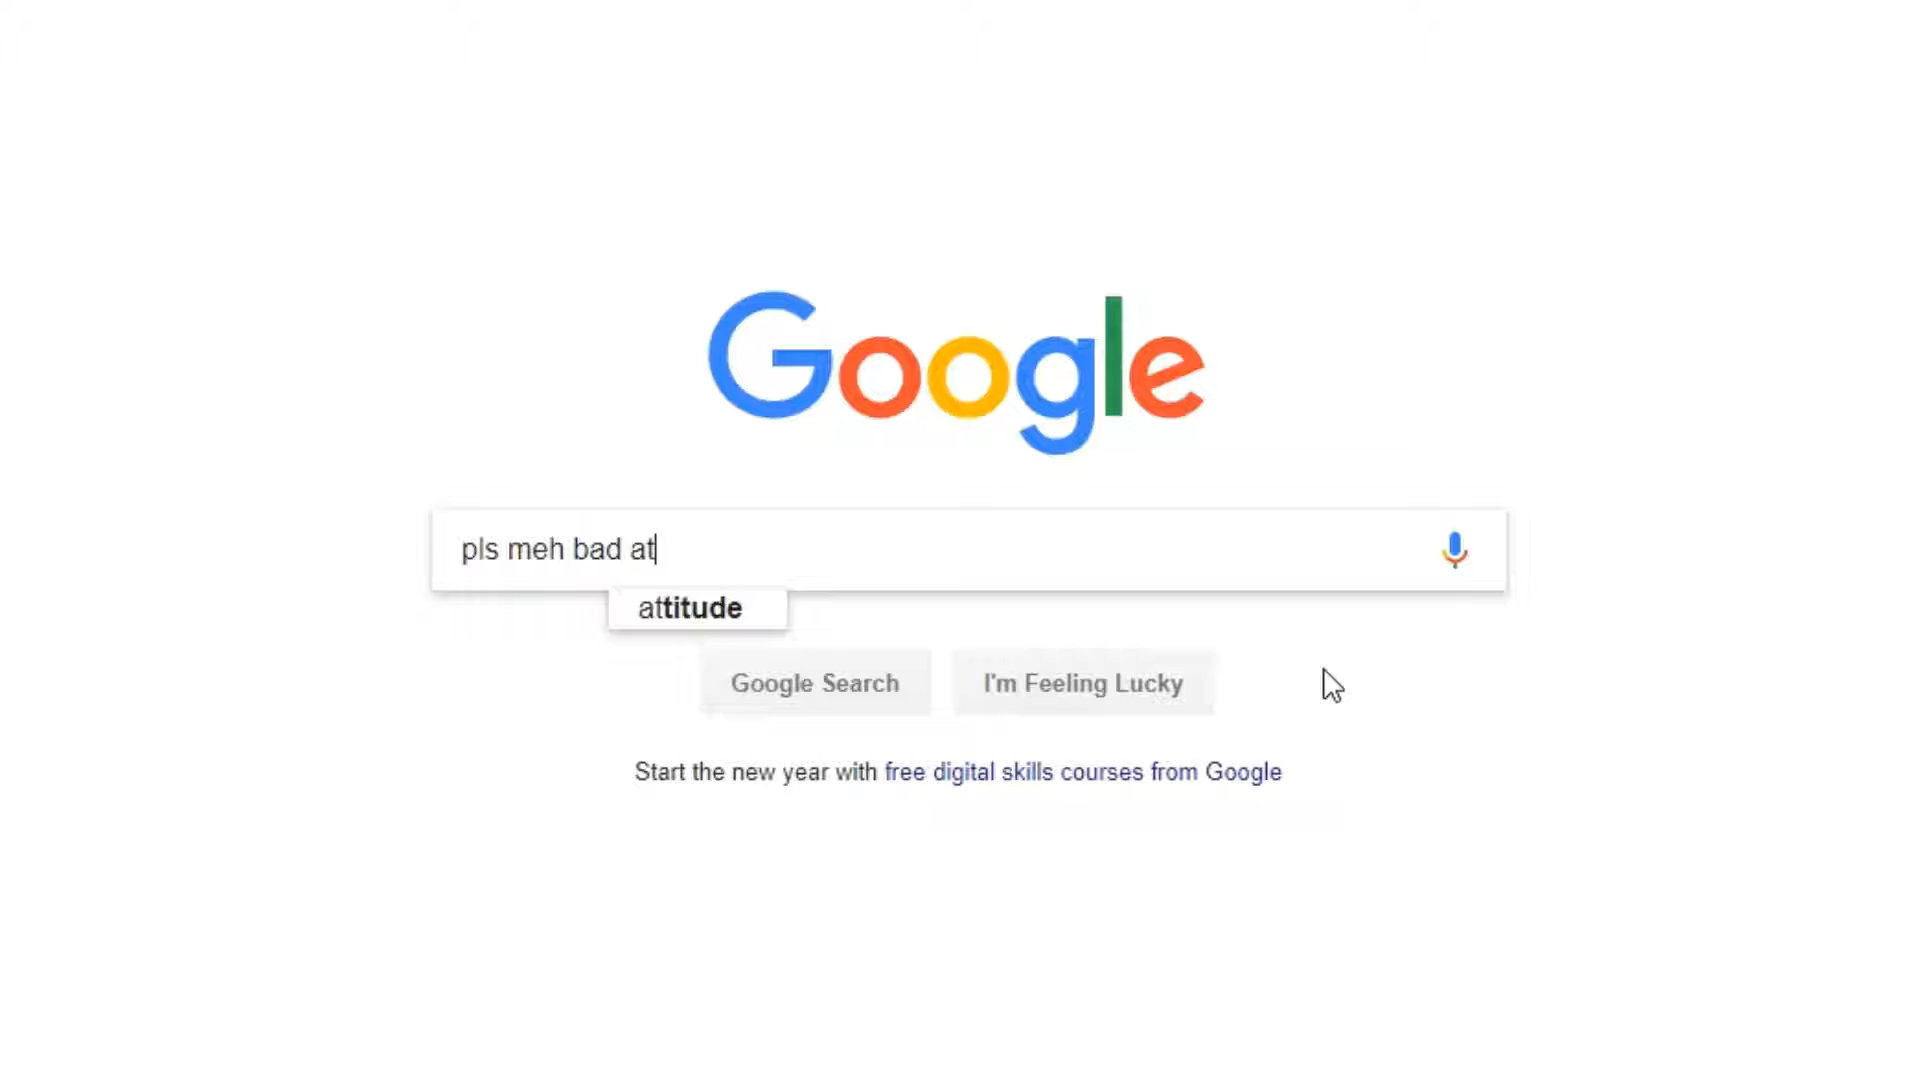 Google
pls meh bad at
attitude
Google Search
I'm Feeling Lucky
Start the new year with free digital skills courses from Google